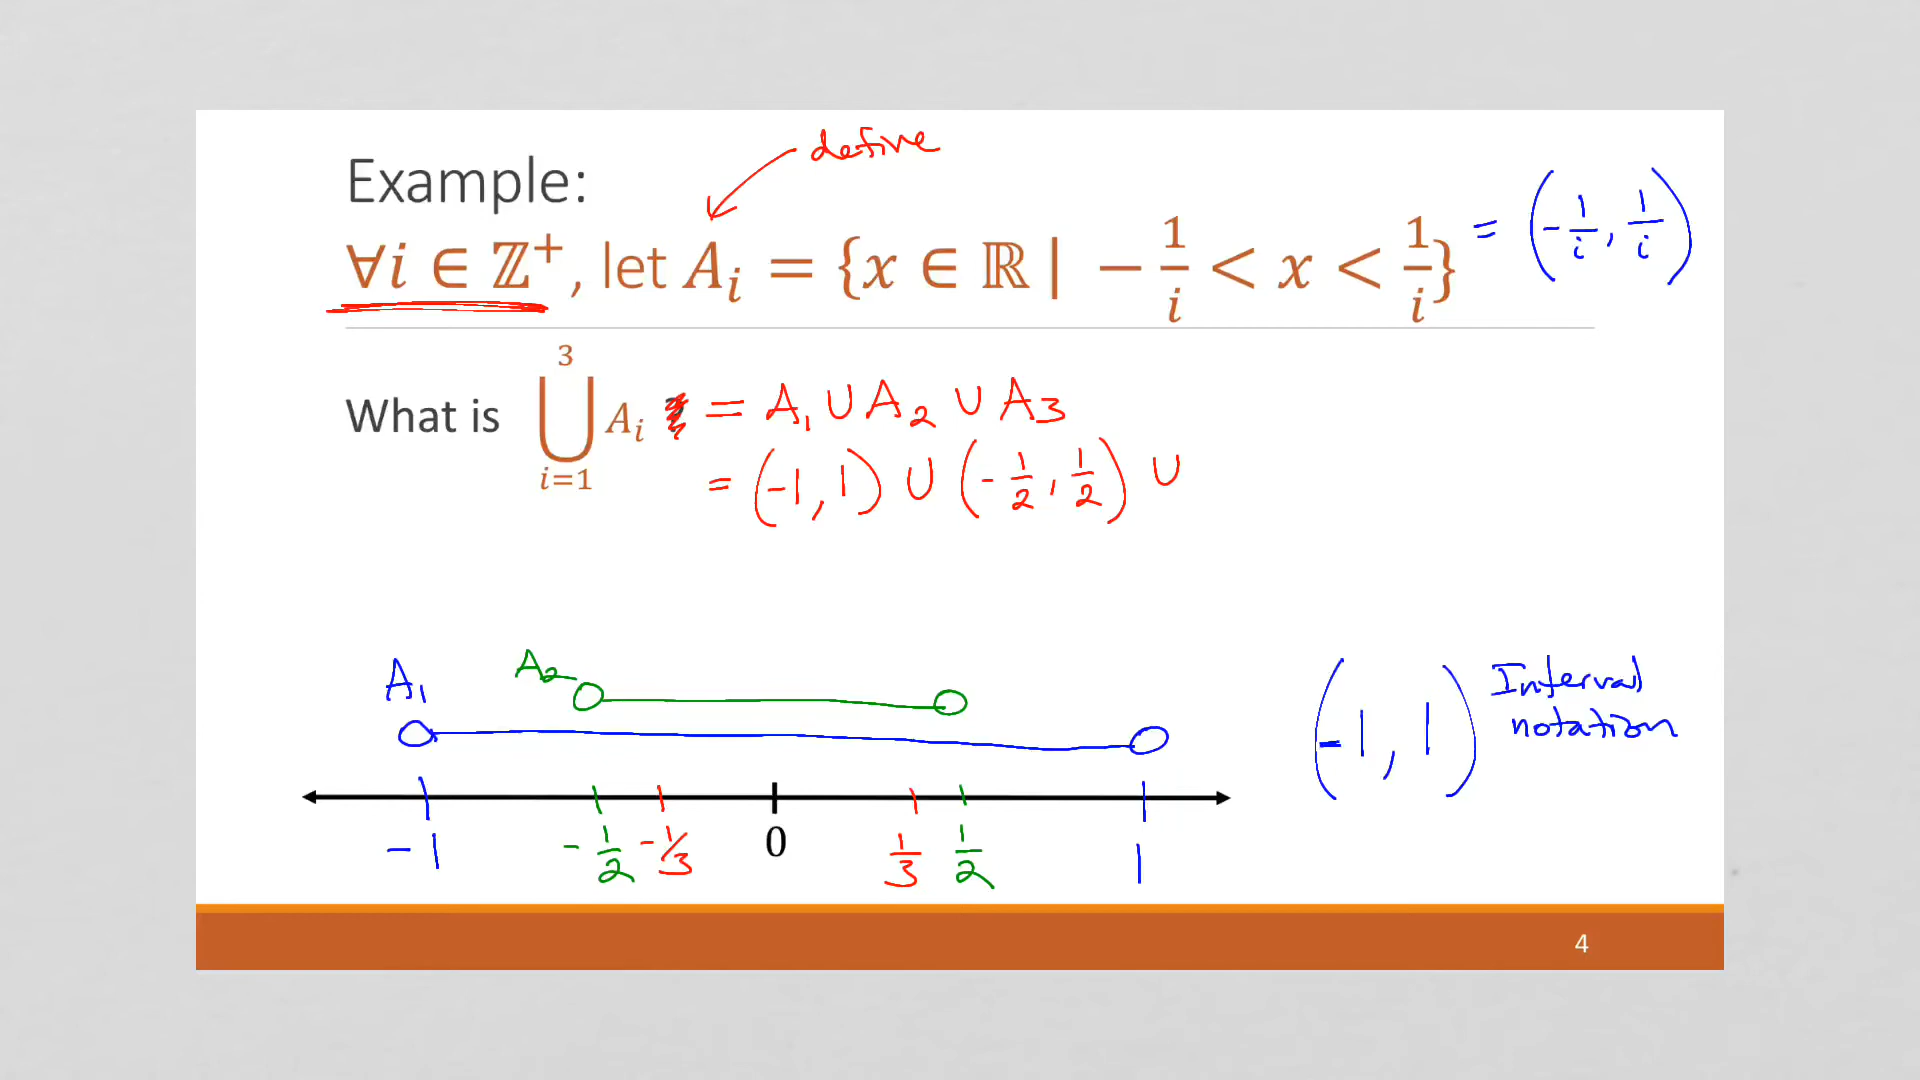 define
Example:
∀i ∈ ℤ⁺, let Aᵢ = {x ∈ ℝ | −1/i < x < 1/i} = (-1/i, 1/i)
What is ⋃_{i=1}^{3} Aᵢ = A₁ ∪ A₂ ∪ A₃
= (-1, 1) ∪ (-1/2, 1/2) ∪
A₁ A₂
(-1, 1) Interval
notation
-1 -1/2 -1/3 0 1/3 1/2 1
4